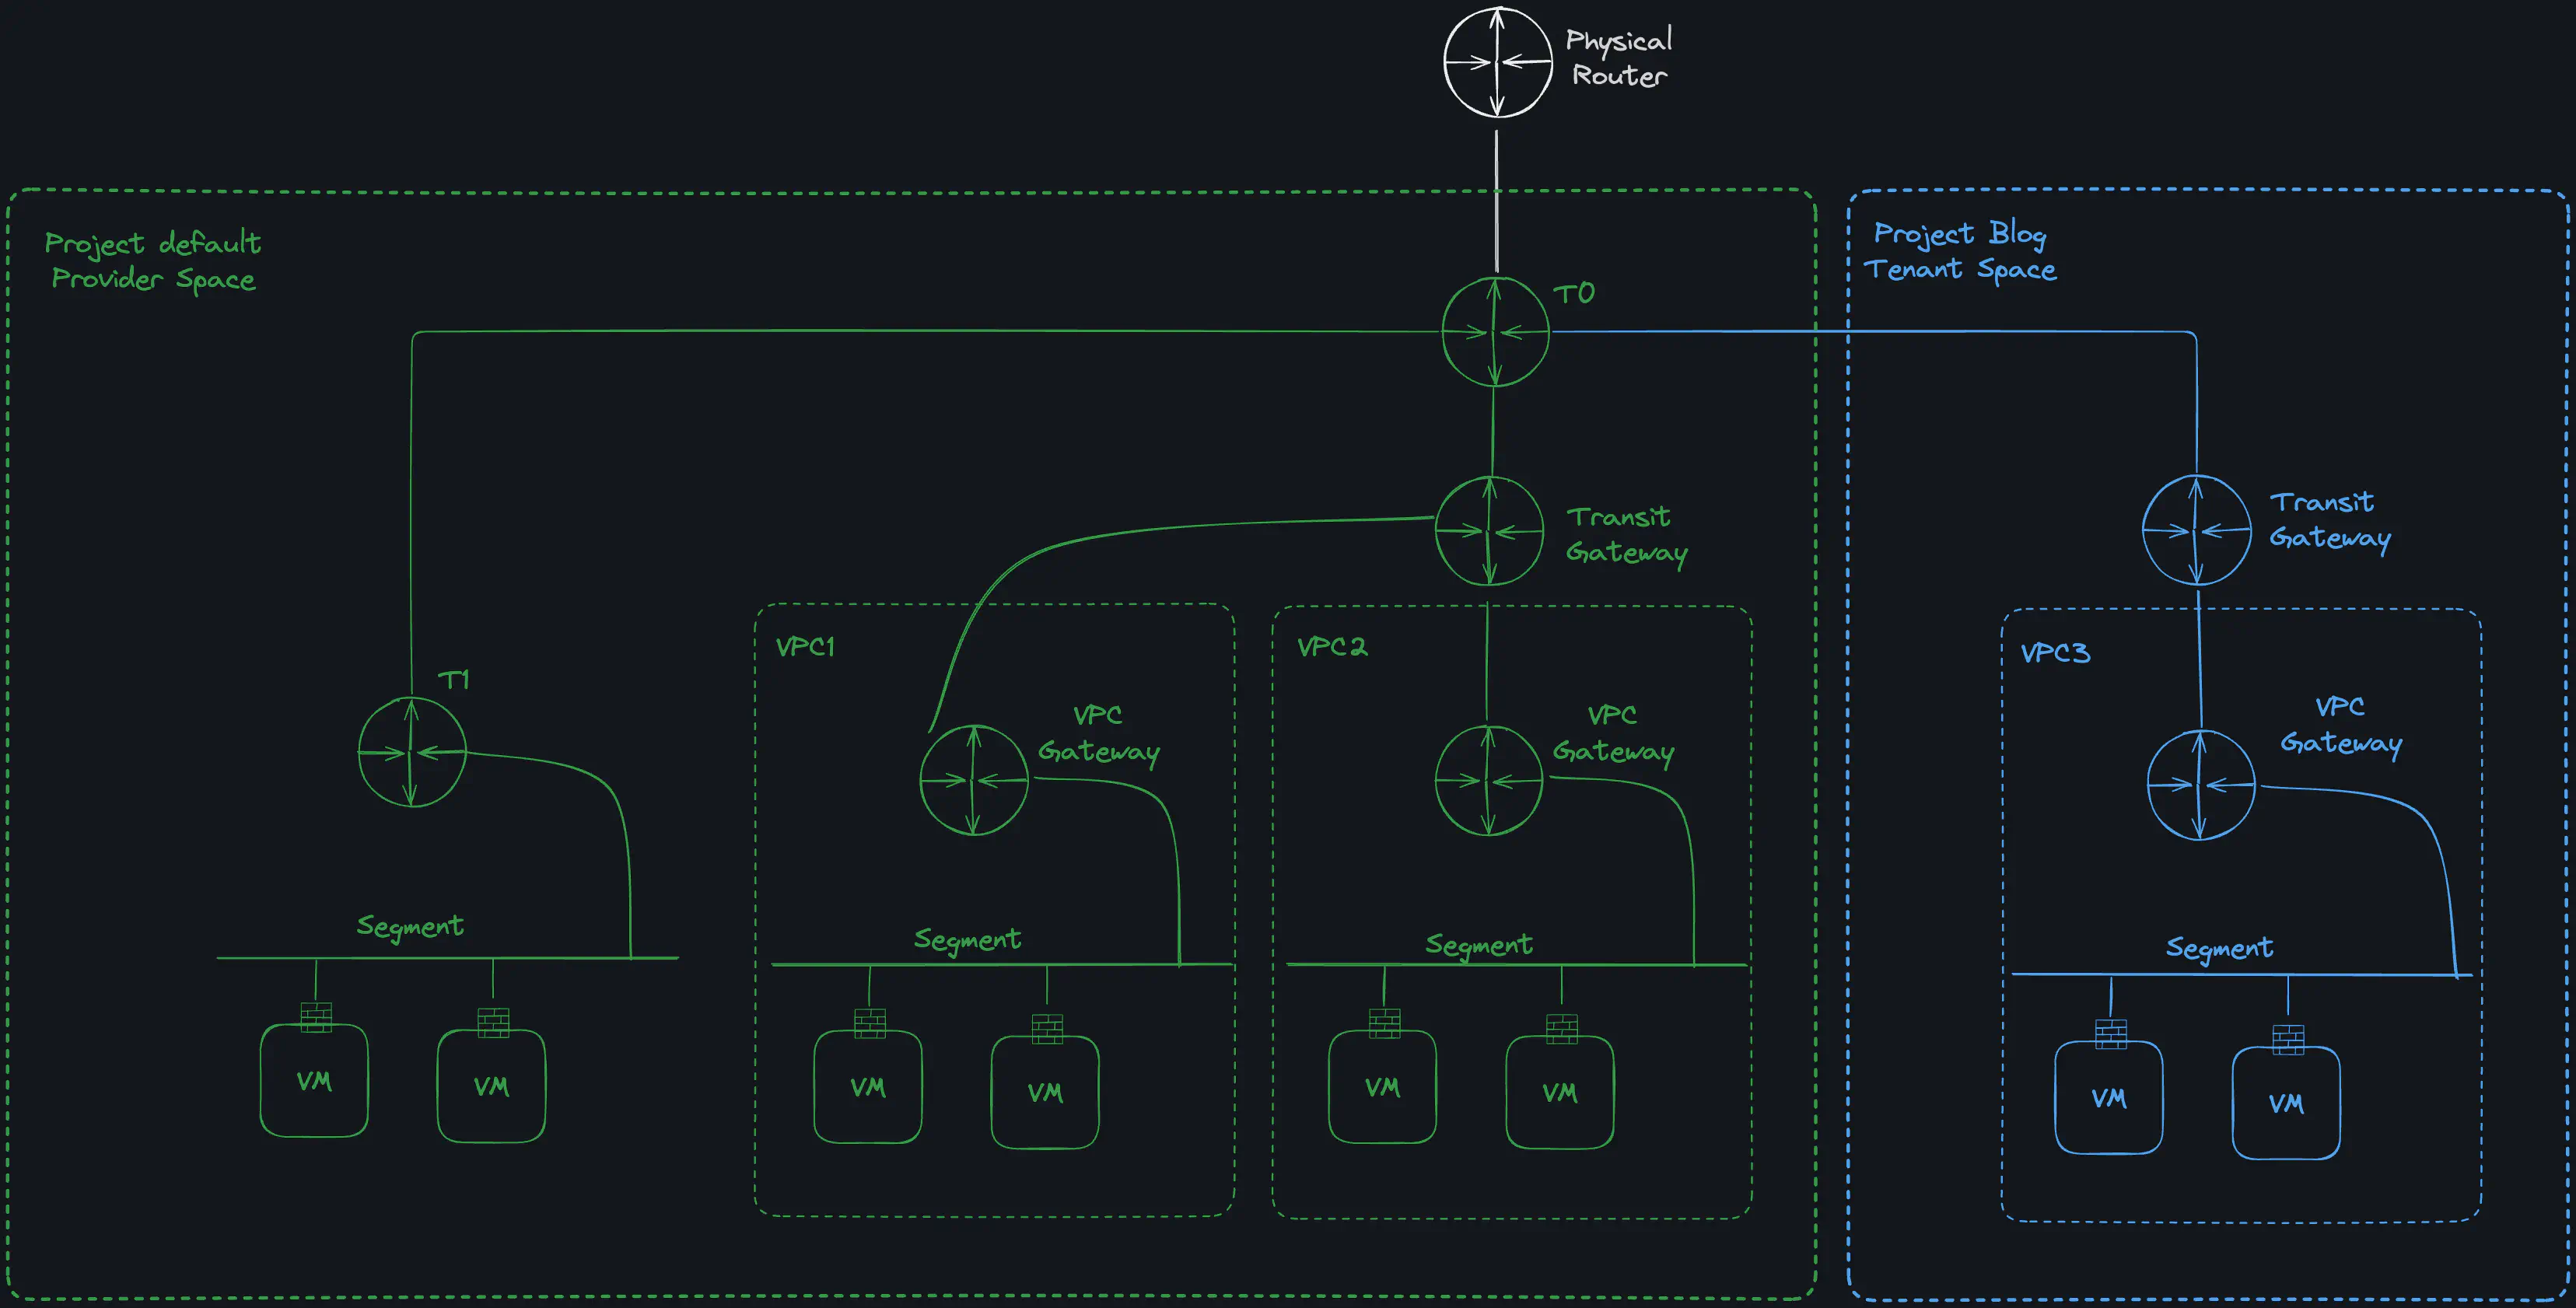 Physical
Router
Project default
Provider Space
Project Blog
Tenant Space
T0
Transit
Gateway
Transit
Gateway
T1
VPC1
VPC
Gateway
VPC2
VPC
Gateway
VPC3
VPC
Gateway
Segment
Segment
Segment
Segment
VM
VM
VM
VM
VM
VM
VM
VM